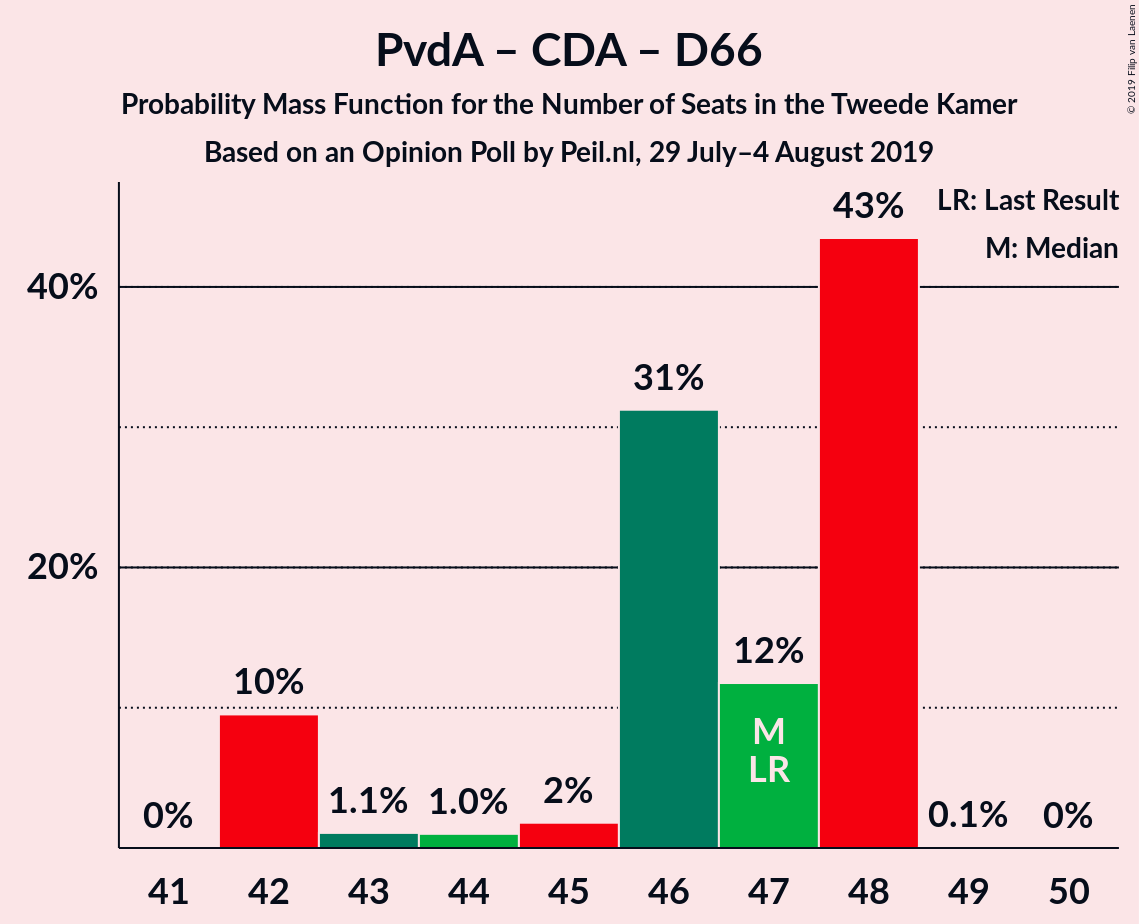 PvdA – CDA – D66
Probability Mass Function for the Number of Seats in the Tweede Kamer
Based on an Opinion Poll by Peil.nl, 29 July–4 August 2019
© 2019 Filip van Laenen
LR: Last Result
M: Median
40%
20%
0%
10%
1.1%
1.0%
2%
31%
12%
M
LR
43%
0.1%
0%
41 42 43 44 45 46 47 48 49 50